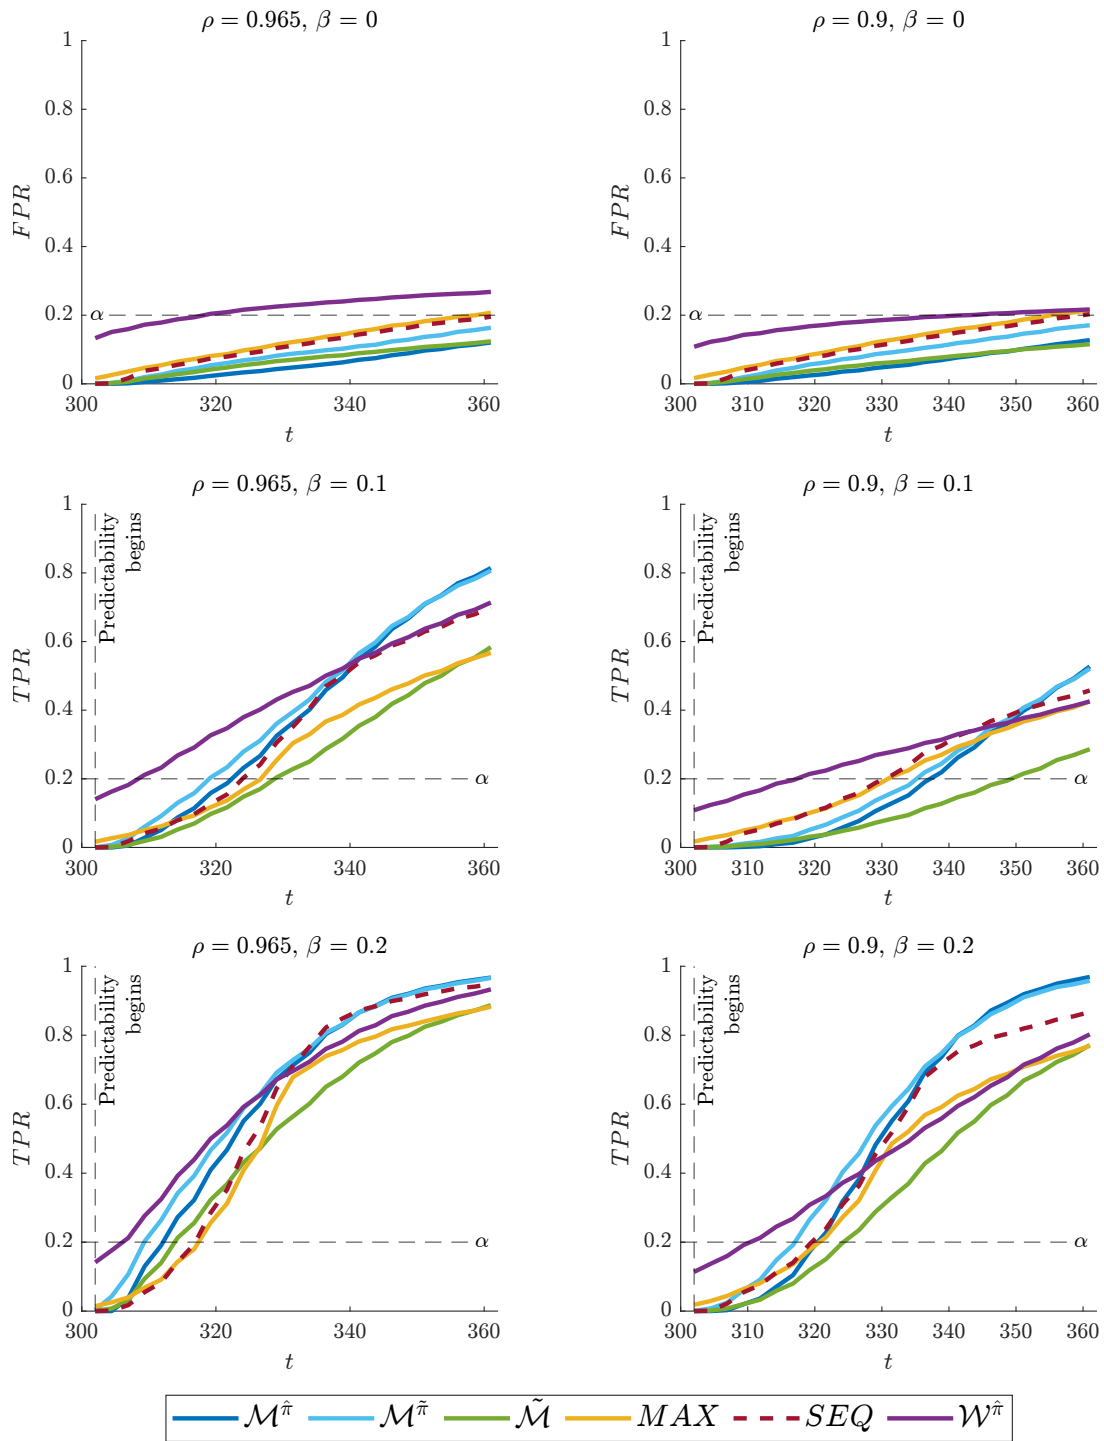 ρ = 0.965, β = 0
1
0.8
0.6
0.4
0.2
0
FPR
α
300
320
340
360
t
ρ = 0.9, β = 0
1
0.8
0.6
0.4
0.2
0
FPR
α
300
310
320
330
340
350
360
t
ρ = 0.965, β = 0.1
1
0.8
0.6
0.4
0.2
0
TPR
Predictability
begins
α
300
320
340
360
t
ρ = 0.9, β = 0.1
1
0.8
0.6
0.4
0.2
0
TPR
Predictability
begins
α
300
310
320
330
340
350
360
t
ρ = 0.965, β = 0.2
1
0.8
0.6
0.4
0.2
0
TPR
Predictability
begins
α
300
320
340
360
t
ρ = 0.9, β = 0.2
1
0.8
0.6
0.4
0.2
0
TPR
Predictability
begins
α
300
310
320
330
340
350
360
t
ℳ^π̂ ℳ^π̃ ℳ̃ MAX SEQ 𝒲^π̂